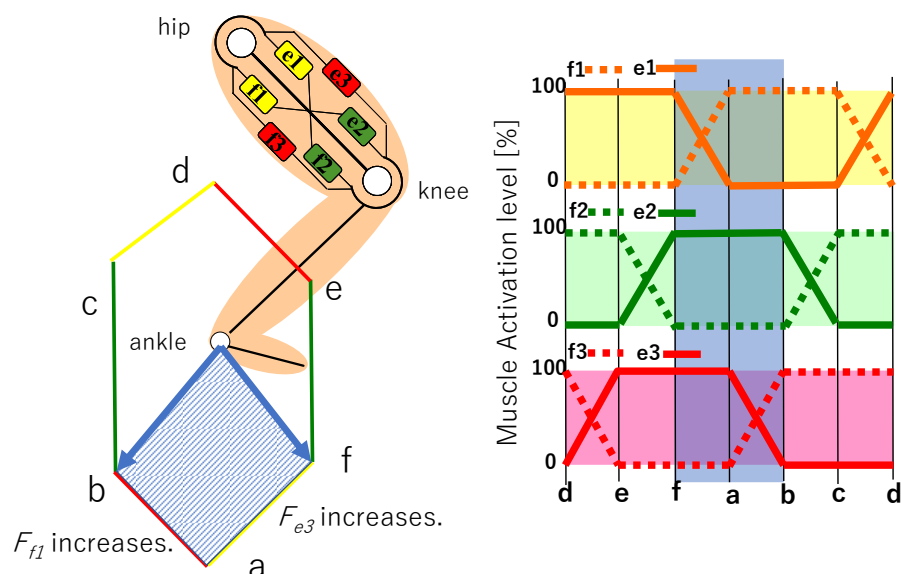 hip
e1
e3
f1
e2
f3
f2
knee
d
c
e
ankle
b
f
F_f1 increases.
F_e3 increases.
a
Muscle Activation level [%]
f1 e1
100
0
f2 e2
100
0
f3 e3
100
0
d e f a b c d